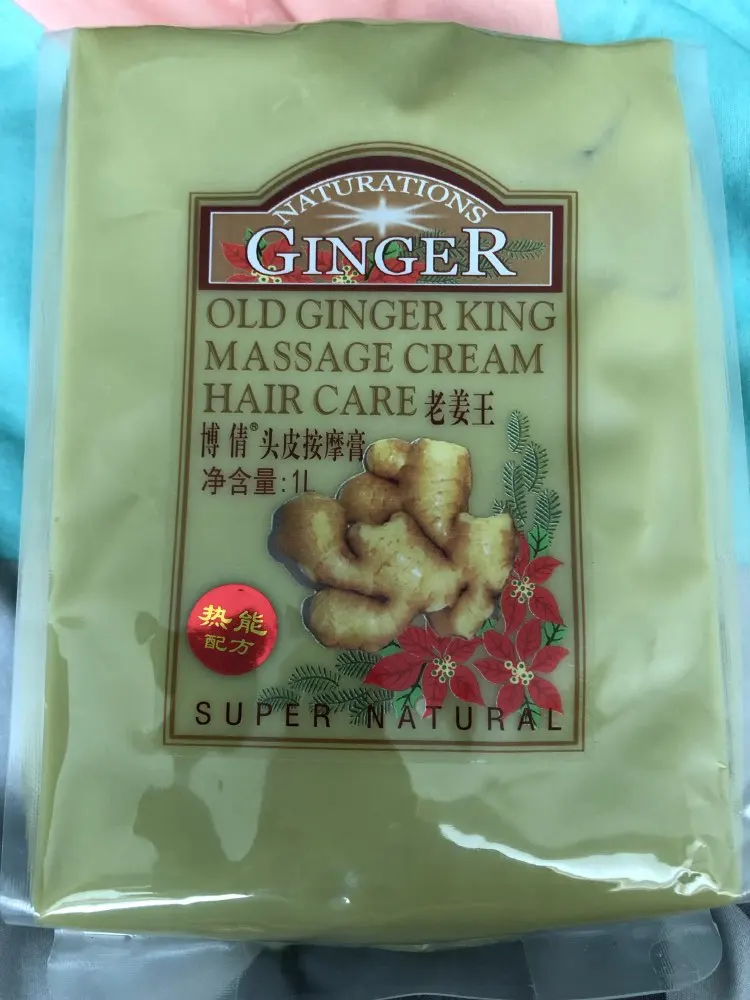 NATURATIONS
GINGER
OLD GINGER KING
MASSAGE CREAM
HAIR CARE 老姜王
博倩® 头皮按摩膏
净含量:1L
热能
配方
SUPER NATURAL